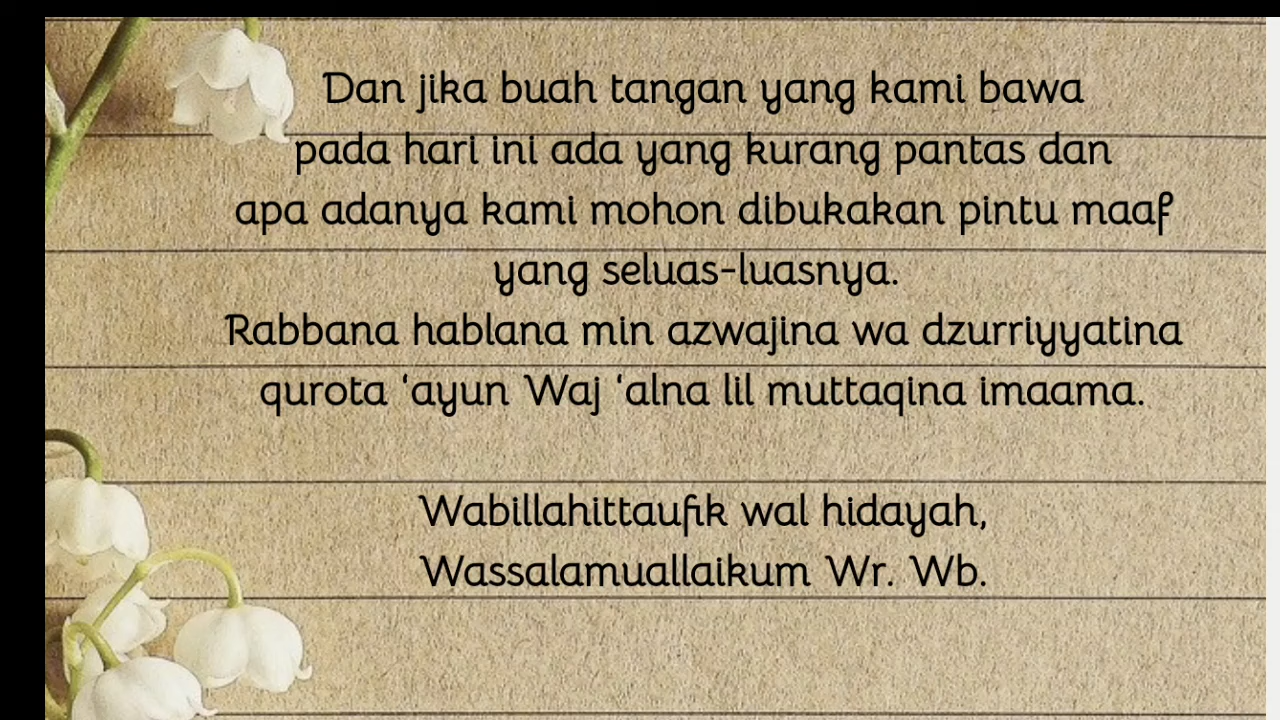 Dan jika buah tangan yang kami bawa
pada hari ini ada yang kurang pantas dan
apa adanya kami mohon dibukakan pintu maaf
yang seluas-luasnya.
Rabbana hablana min azwajina wa dzurriyyatina
qurota ‘ayun Waj ‘alna lil muttaqina imaama.
Wabillahittaufik wal hidayah,
Wassalamuallaikum Wr. Wb.